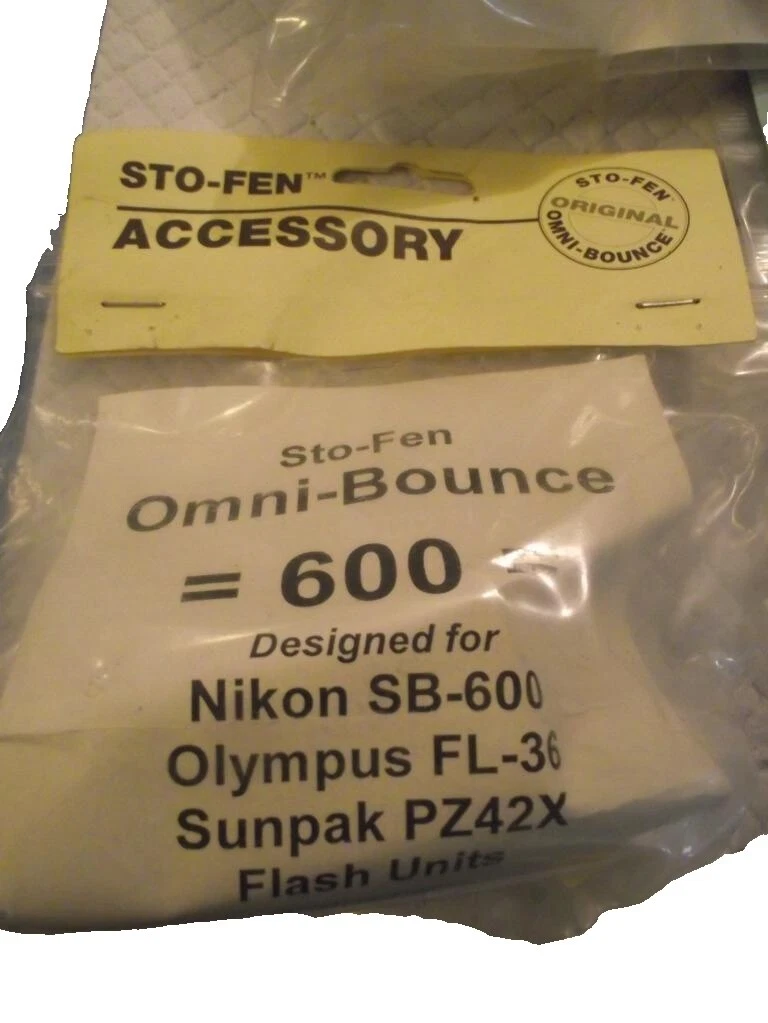 STO-FEN™
ACCESSORY
STO-FEN®
ORIGINAL
OMNI-BOUNCE®
Sto-Fen
Omni-Bounce
= 600 =
Designed for
Nikon SB-600
Olympus FL-36
Sunpak PZ42X
Flash Units